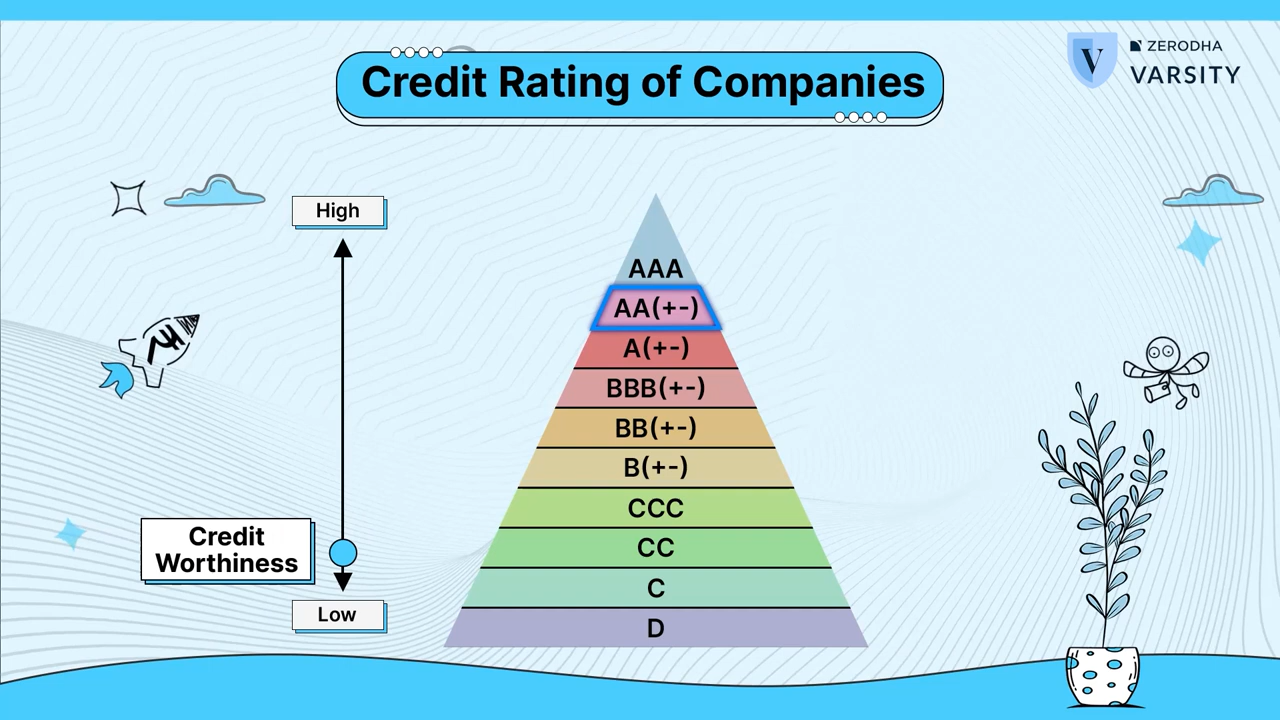 Credit Rating of Companies
V
ZERODHA
VARSITY
High
AAA
AA(+-)
A(+-)
BBB(+-)
BB(+-)
B(+-)
CCC
CC
C
D
Credit
Worthiness
Low
₹